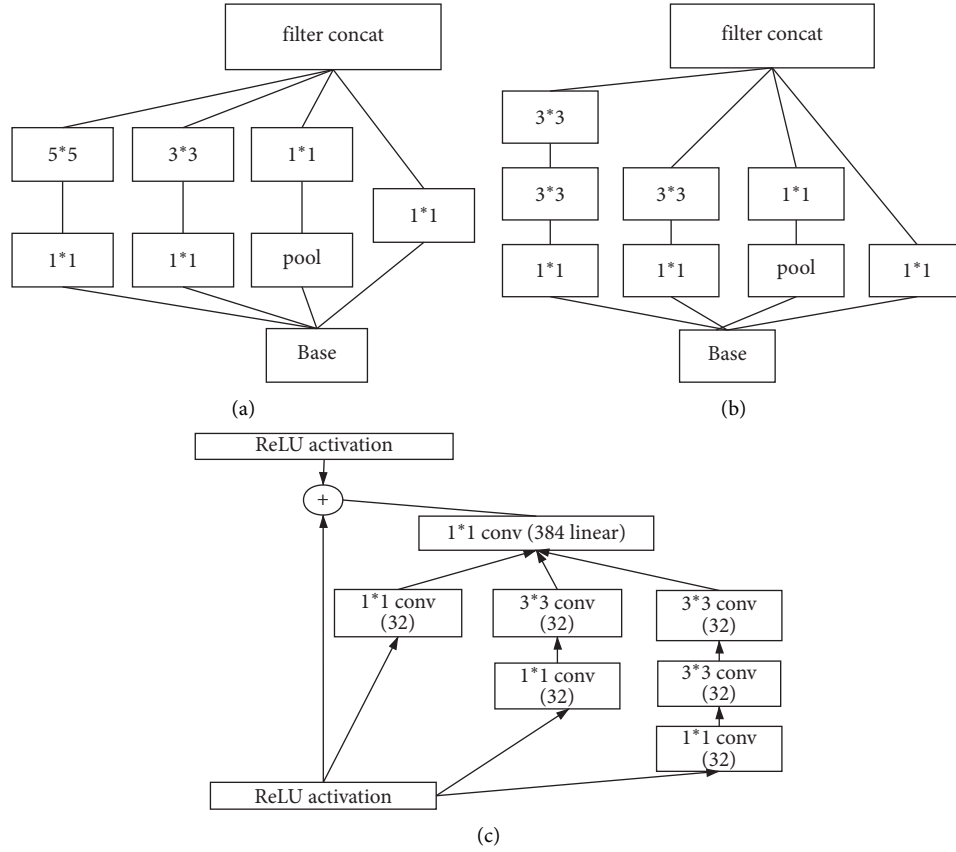 filter concat
5*5
3*3
1*1
1*1
1*1
1*1
pool
Base
(a)
filter concat
3*3
3*3
3*3
1*1
1*1
1*1
pool
1*1
Base
(b)
ReLU activation
+
1*1 conv (384 linear)
1*1 conv
(32)
3*3 conv
(32)
3*3 conv
(32)
1*1 conv
(32)
3*3 conv
(32)
1*1 conv
(32)
ReLU activation
(c)